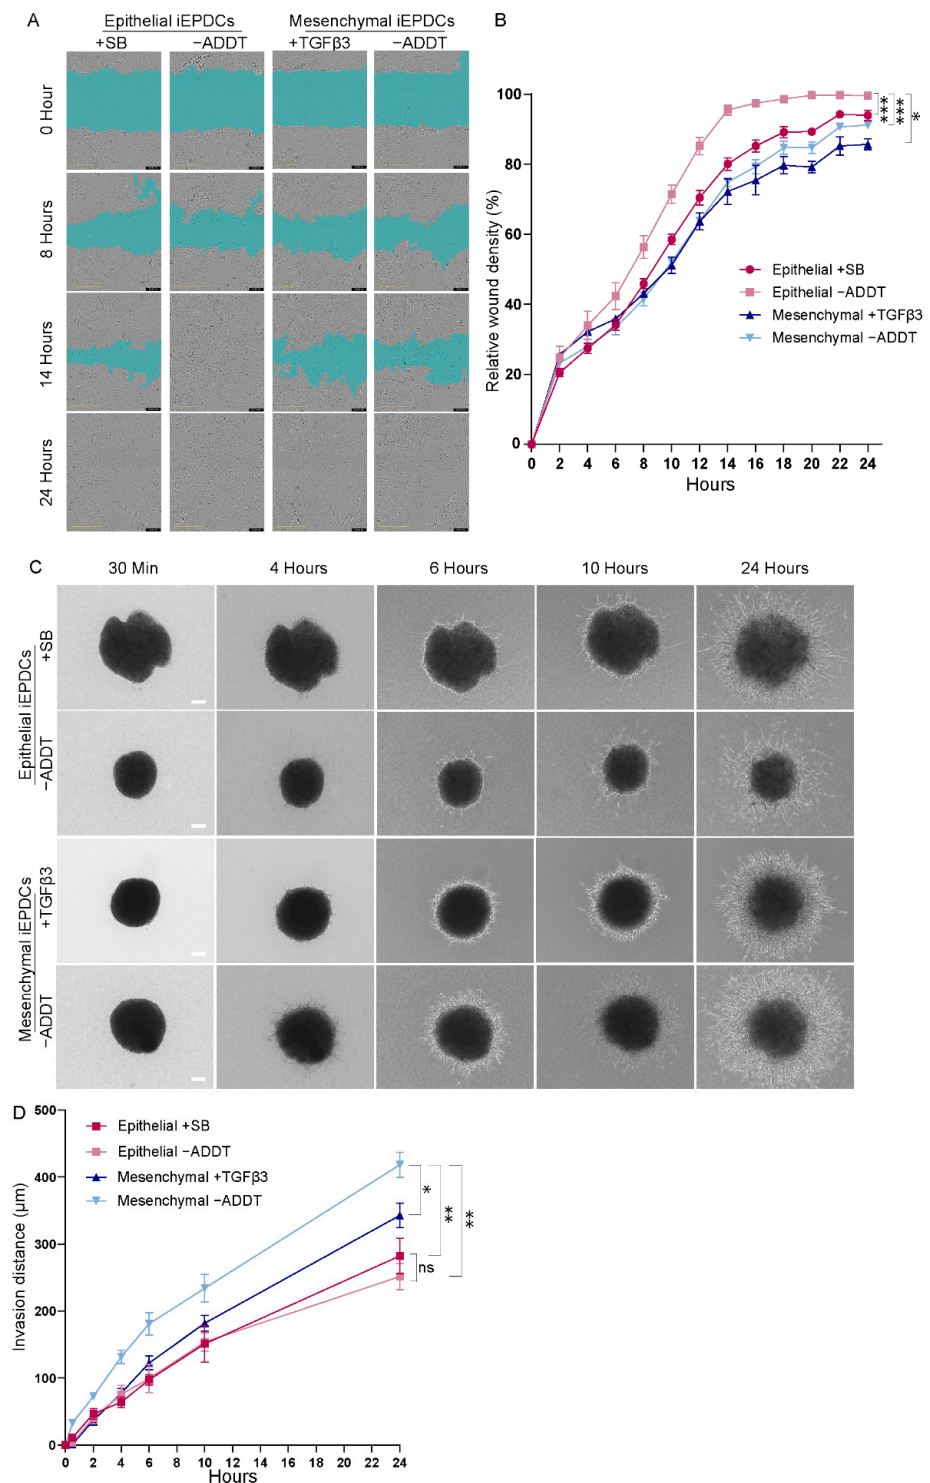 A
Epithelial iEPDCs
Mesenchymal iEPDCs
+SB
−ADDT
+TGFβ3
−ADDT
0 Hour
8 Hours
14 Hours
24 Hours
B
Relative wound density (%)
100
80
60
40
20
0
0 2 4 6 8 10 12 14 16 18 20 22 24
Hours
Epithelial +SB
Epithelial −ADDT
Mesenchymal +TGFβ3
Mesenchymal −ADDT
***
***
*
C
30 Min
4 Hours
6 Hours
10 Hours
24 Hours
Epithelial iEPDCs
+SB
−ADDT
Mesenchymal iEPDCs
+TGFβ3
−ADDT
D
Invasion distance (µm)
500
400
300
200
100
0
0 2 4 6 8 10 12 14 16 18 20 22 24
Hours
Epithelial +SB
Epithelial −ADDT
Mesenchymal +TGFβ3
Mesenchymal −ADDT
*
**
**
ns